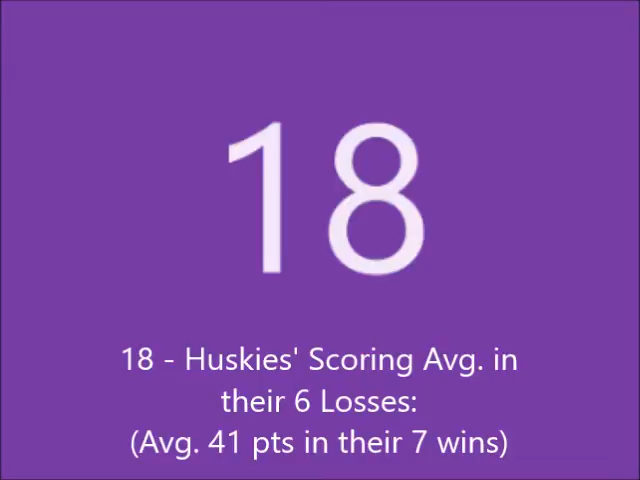 18
18 - Huskies' Scoring Avg. in
their 6 Losses:
(Avg. 41 pts in their 7 wins)